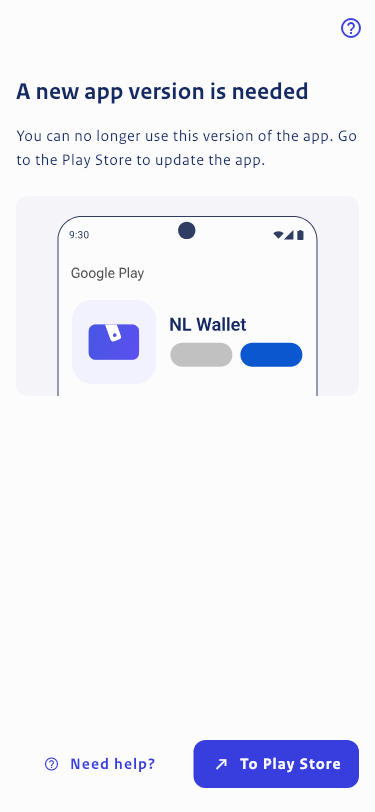 A new app version is needed
You can no longer use this version of the app. Go
to the Play Store to update the app.
9:30
Google Play
NL Wallet
Need help?
To Play Store